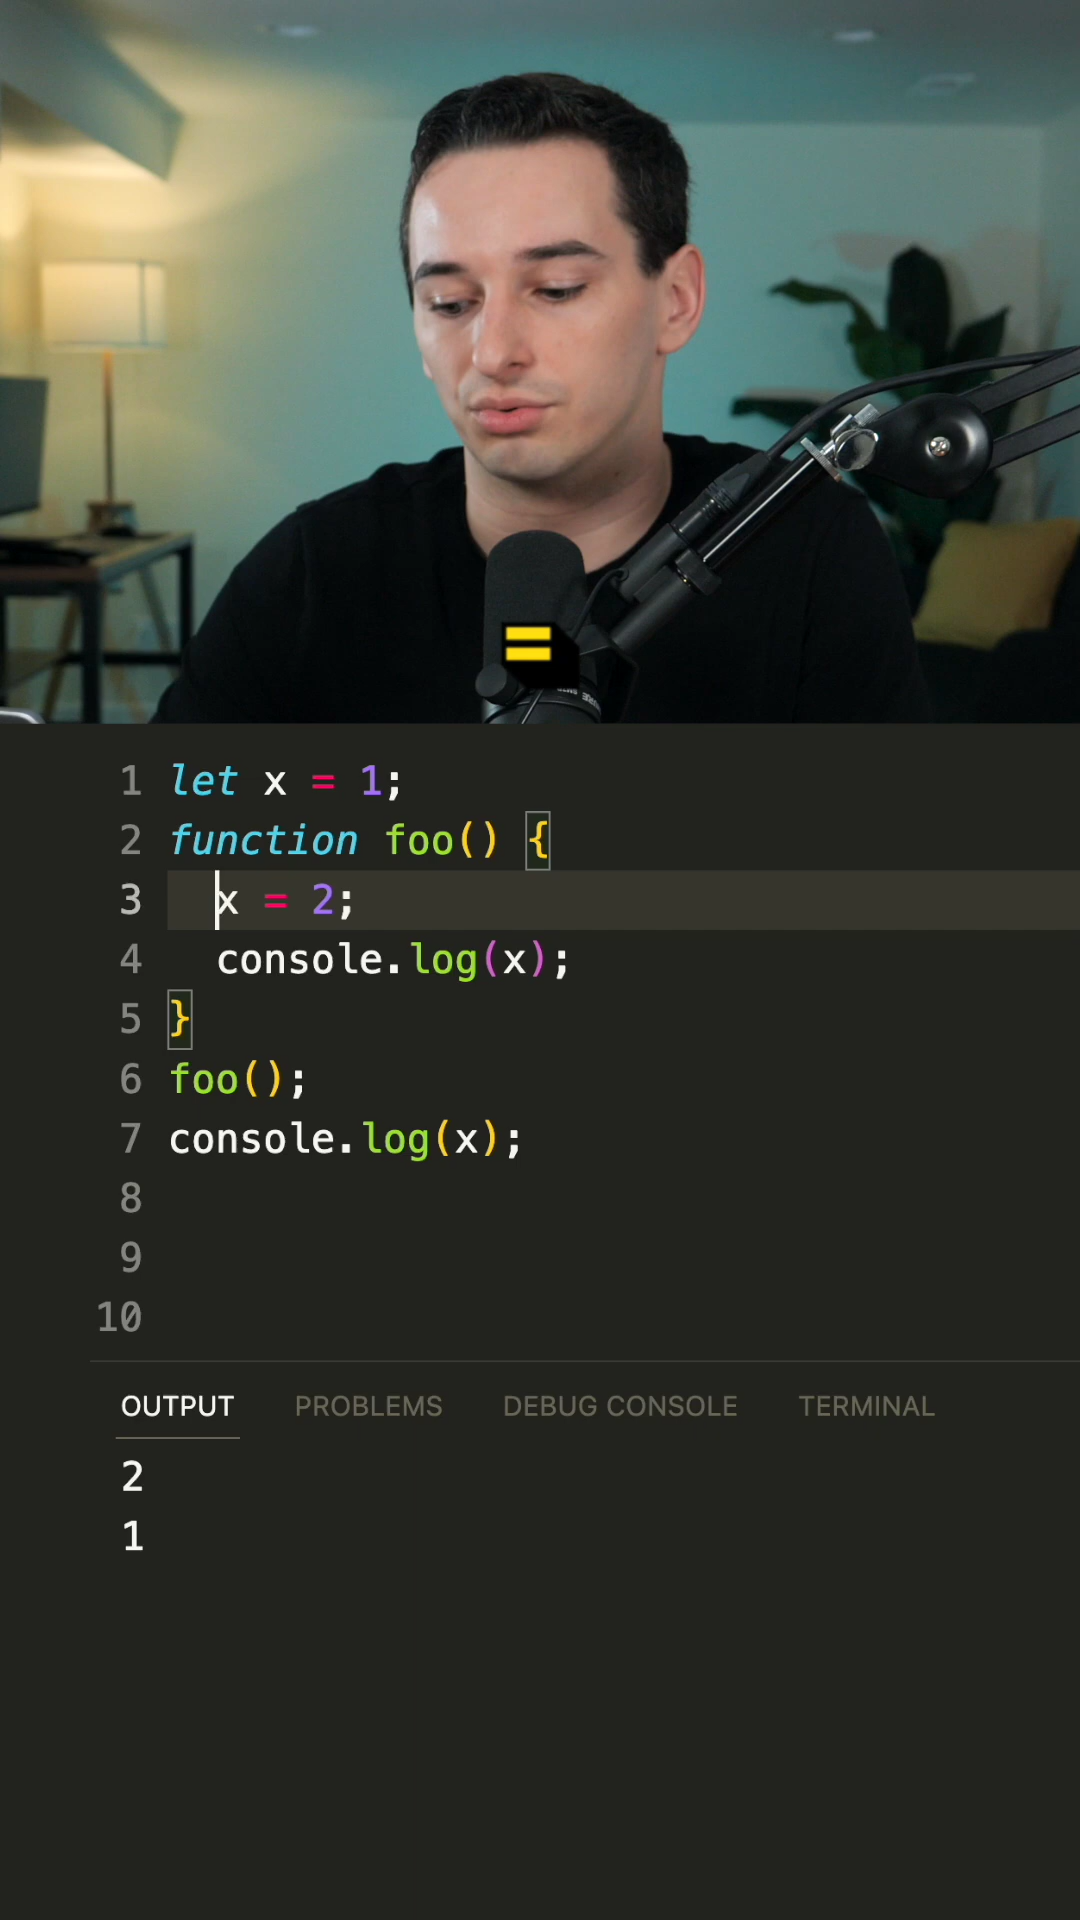 =
1 let x = 1;
2 function foo() {
3 x = 2;
4 console.log(x);
5 }
6 foo();
7 console.log(x);
8
9
10
OUTPUT PROBLEMS DEBUG CONSOLE TERMINAL
2
1